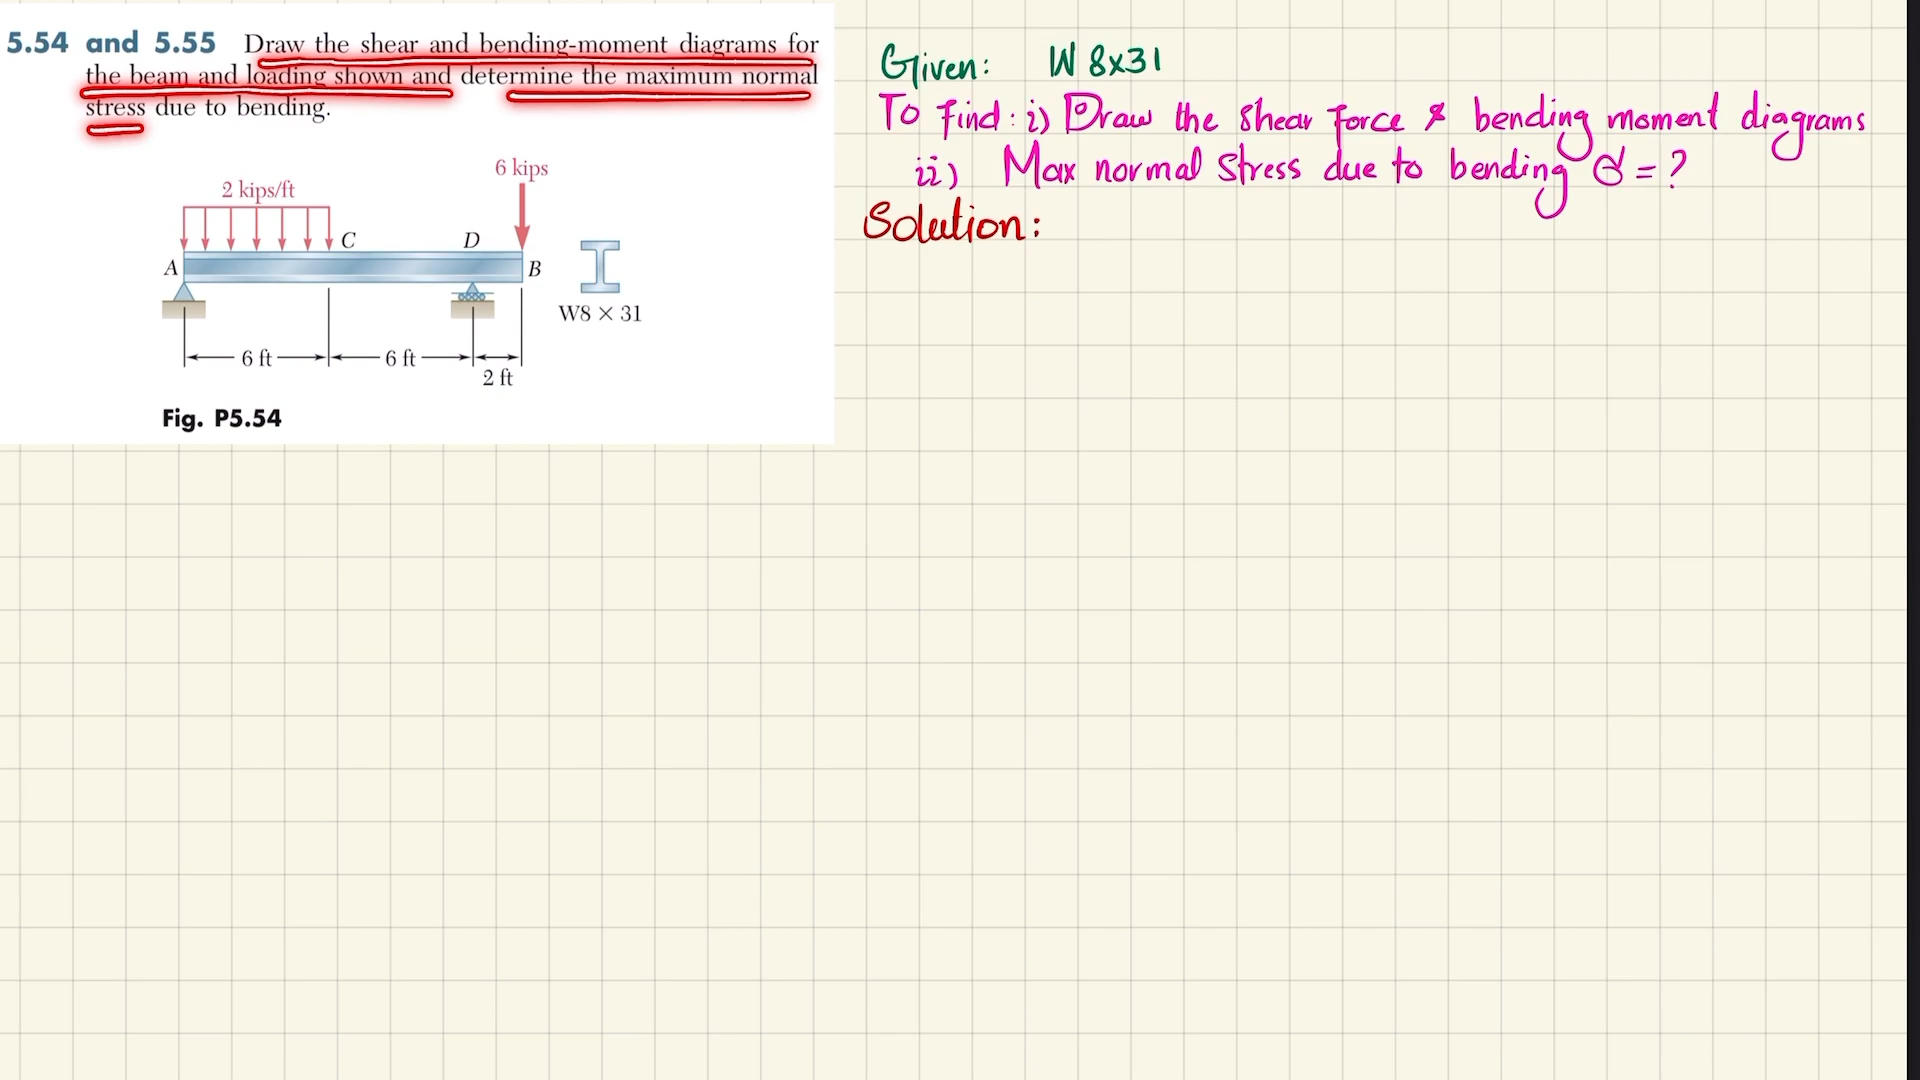 5.54 and 5.55 Draw the shear and bending-moment diagrams for
the beam and loading shown and determine the maximum normal
stress due to bending.
6 kips
2 kips/ft
C
D
A
B
W8 × 31
6 ft
6 ft
2 ft
Fig. P5.54
Given: W 8x31
To Find: i) Draw the Shear Force & bending moment diagrams
ii) Max normal Stress due to bending σ = ?
Solution: